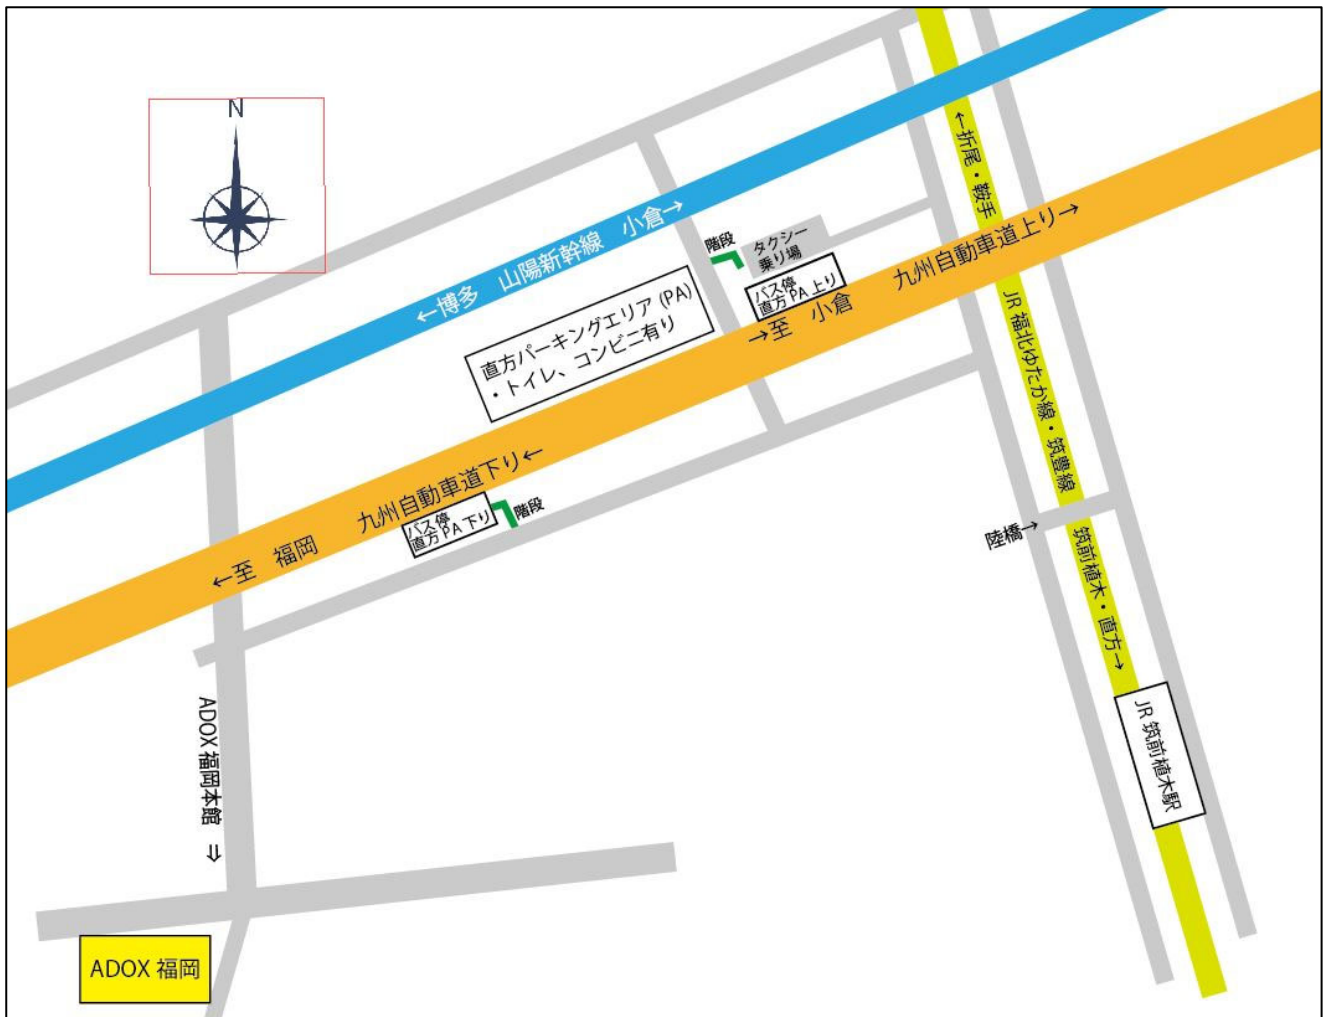 N
←折尾・鞍手
←博多　山陽新幹線　小倉→
階段
タクシー
乗り場
バス停
直方 PA 上り
→至　小倉　九州自動車道上り→
直方パーキングエリア (PA)
・トイレ、コンビニ有り
JR 福北ゆたか線・筑豊線
←至　福岡　九州自動車道下り←
バス停
直方 PA 下り
階段
陸橋→
筑前植木・直方→
JR 筑前植木駅
ADOX 福岡本館　⇒
ADOX 福岡